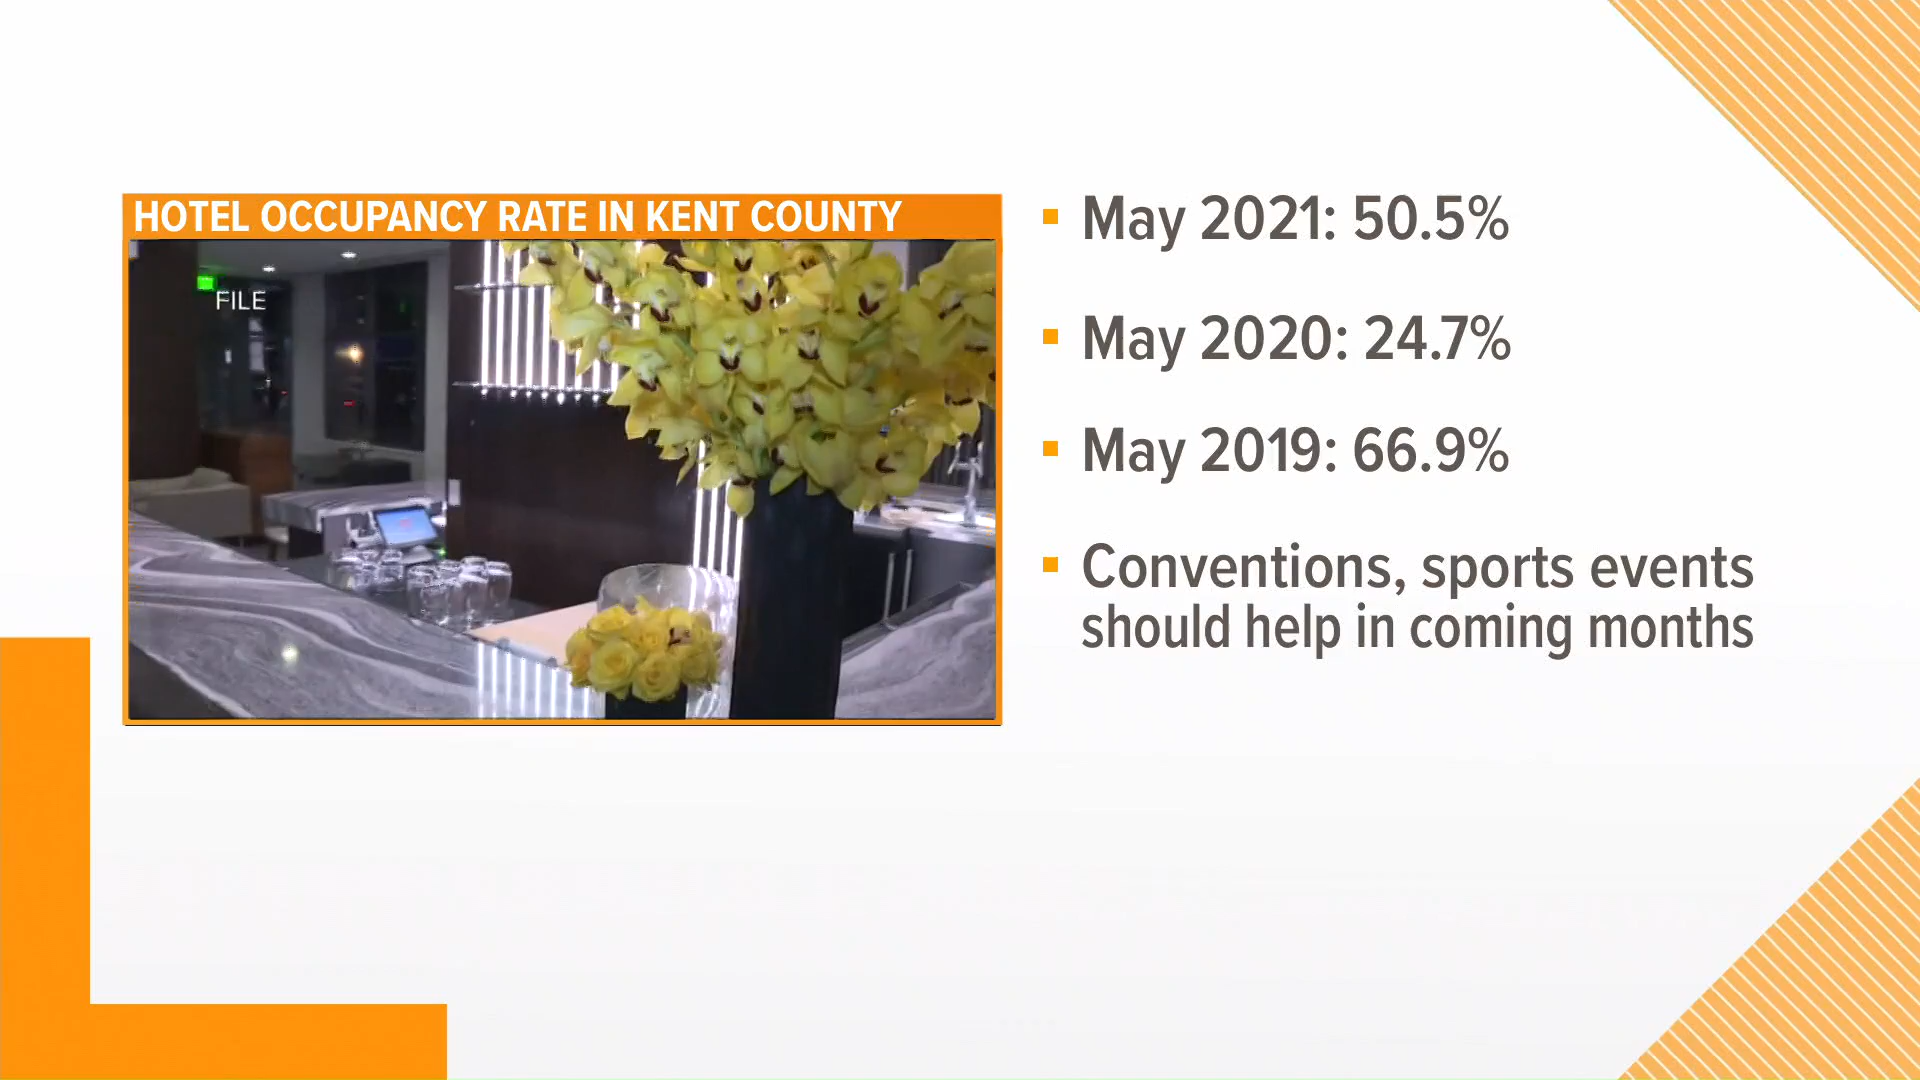 HOTEL OCCUPANCY RATE IN KENT COUNTY
FILE
May 2021: 50.5%
May 2020: 24.7%
May 2019: 66.9%
Conventions, sports events
should help in coming months